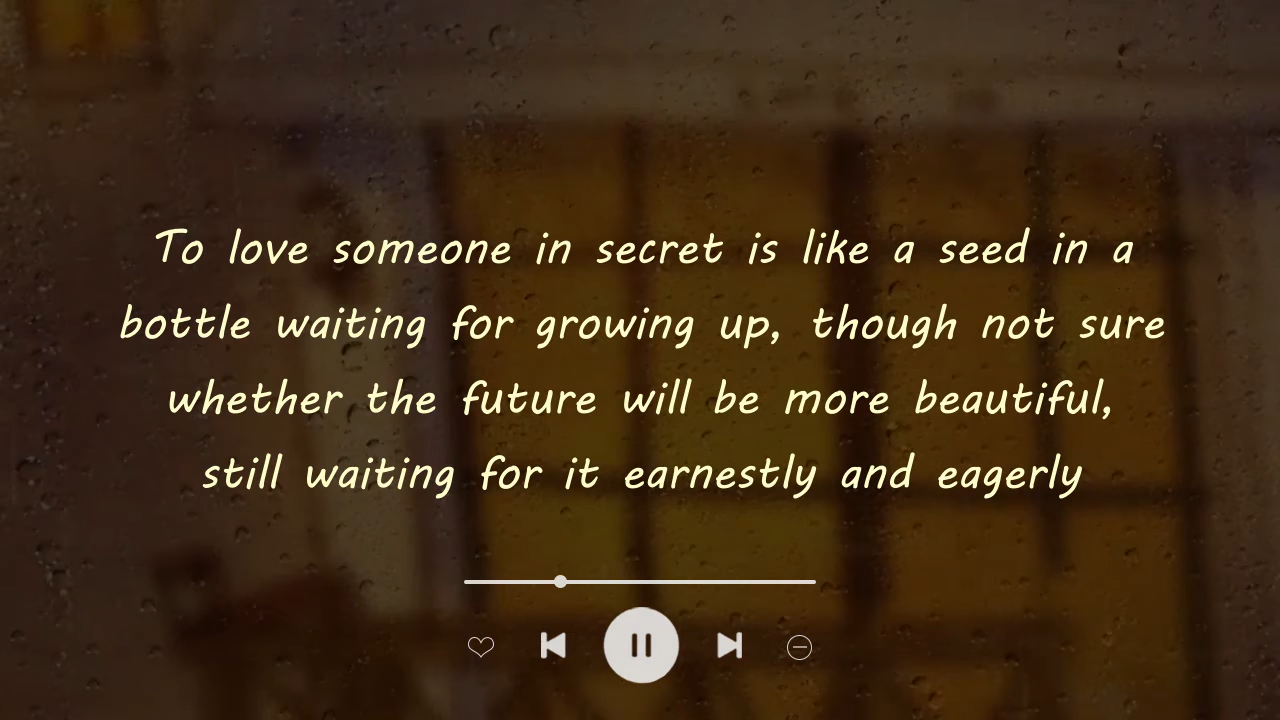 To love someone in secret is like a seed in a
bottle waiting for growing up, though not sure
whether the future will be more beautiful,
still waiting for it earnestly and eagerly